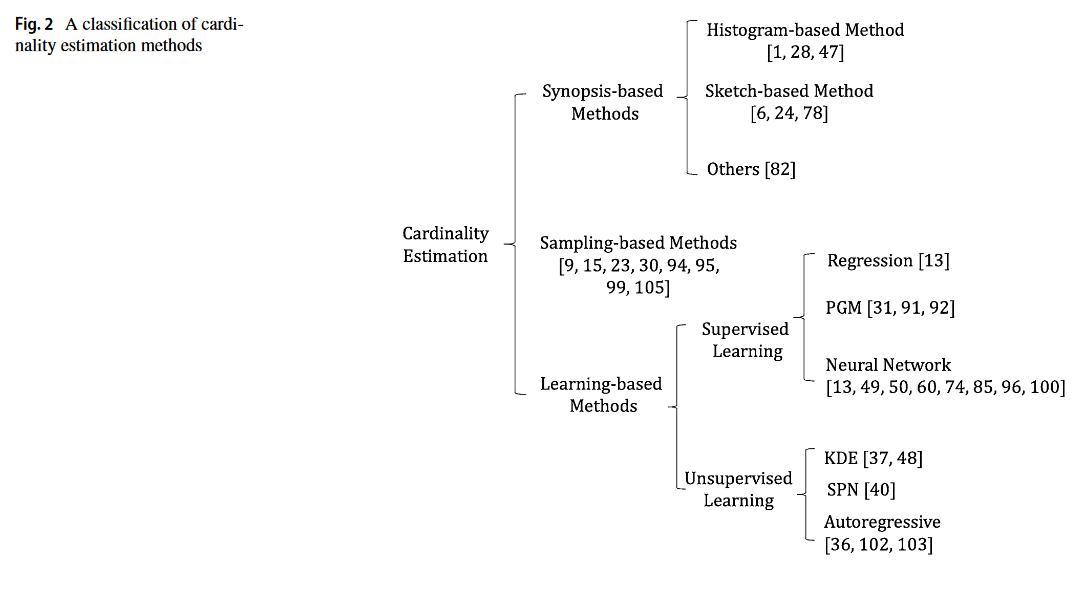 Fig. 2 A classification of cardi-
nality estimation methods
Cardinality
Estimation
Synopsis-based
Methods
Histogram-based Method
[1, 28, 47]
Sketch-based Method
[6, 24, 78]
Others [82]
Sampling-based Methods
[9, 15, 23, 30, 94, 95,
99, 105]
Learning-based
Methods
Supervised
Learning
Regression [13]
PGM [31, 91, 92]
Neural Network
[13, 49, 50, 60, 74, 85, 96, 100]
Unsupervised
Learning
KDE [37, 48]
SPN [40]
Autoregressive
[36, 102, 103]